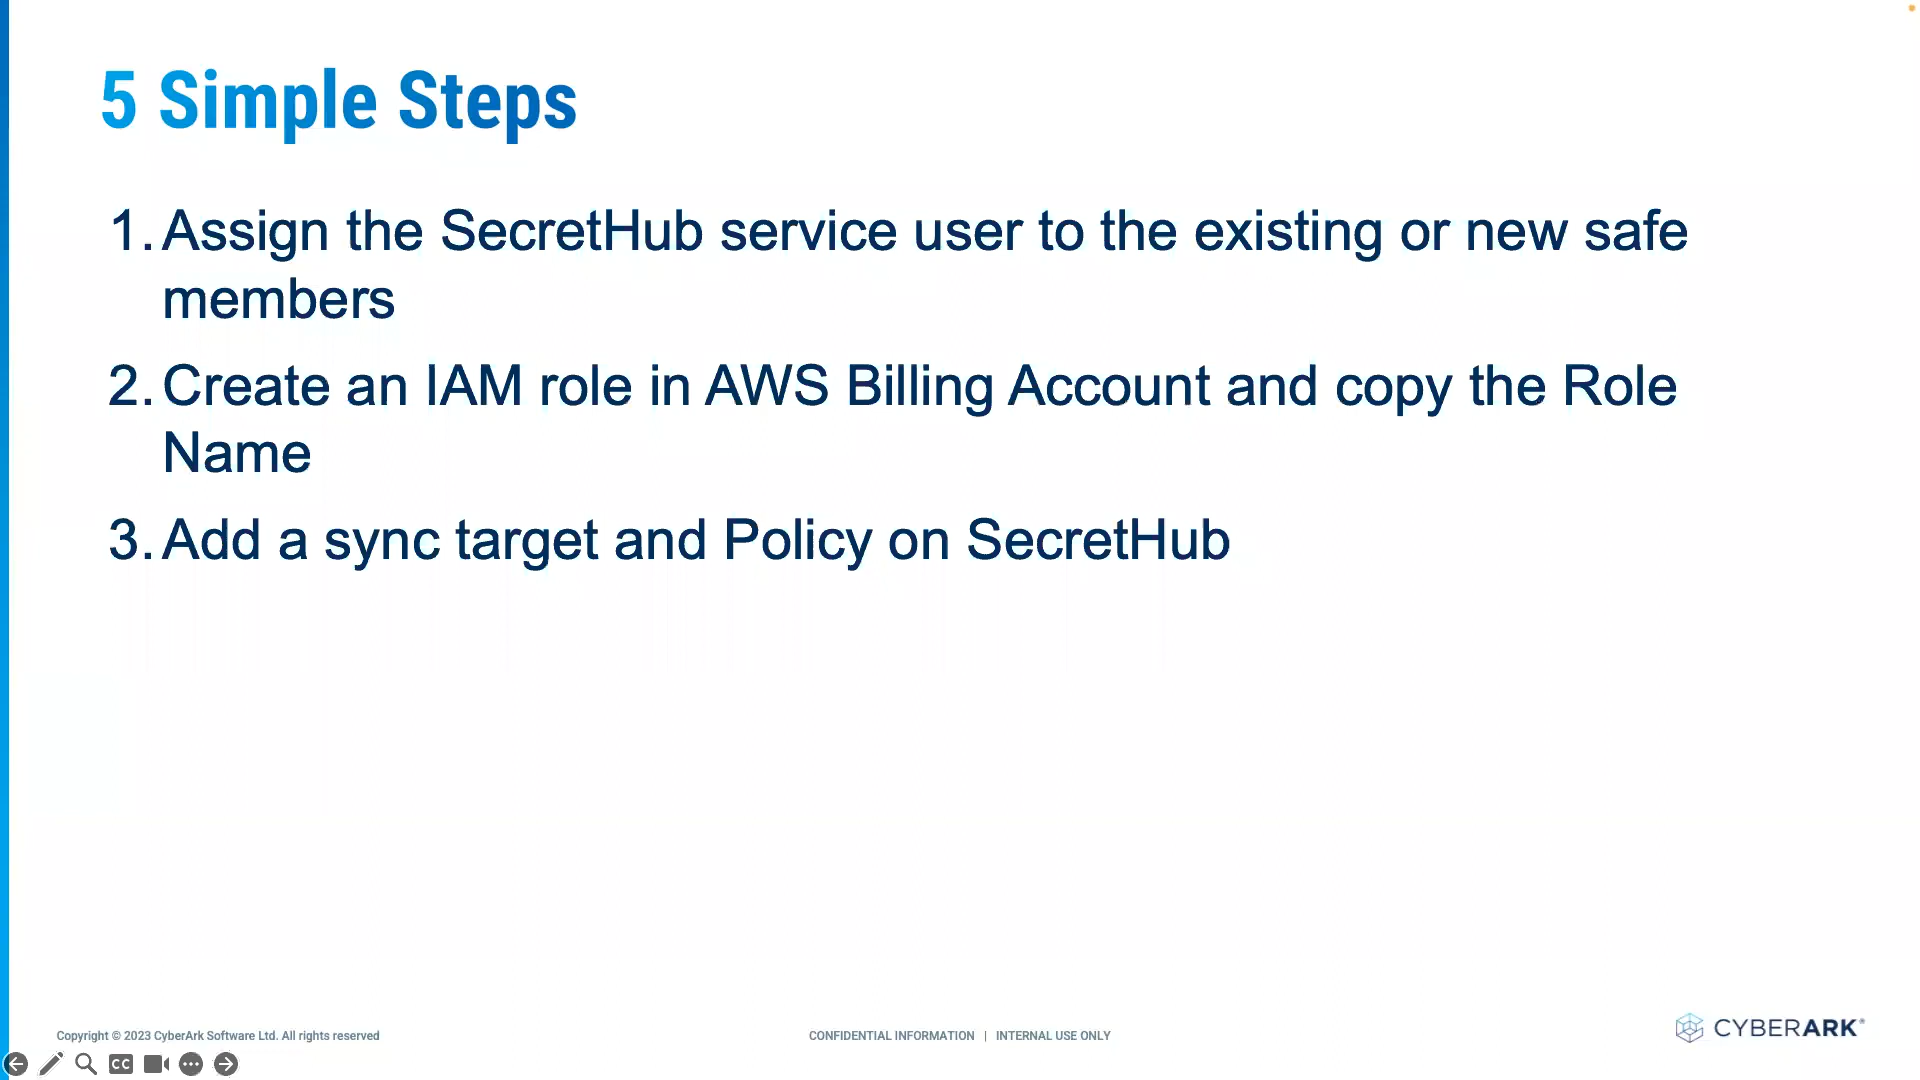 5 Simple Steps
1. Assign the SecretHub service user to the existing or new safe
members
2. Create an IAM role in AWS Billing Account and copy the Role
Name
3. Add a sync target and Policy on SecretHub
Copyright © 2023 CyberArk Software Ltd. All rights reserved
CONFIDENTIAL INFORMATION | INTERNAL USE ONLY
CYBERARK®
CC